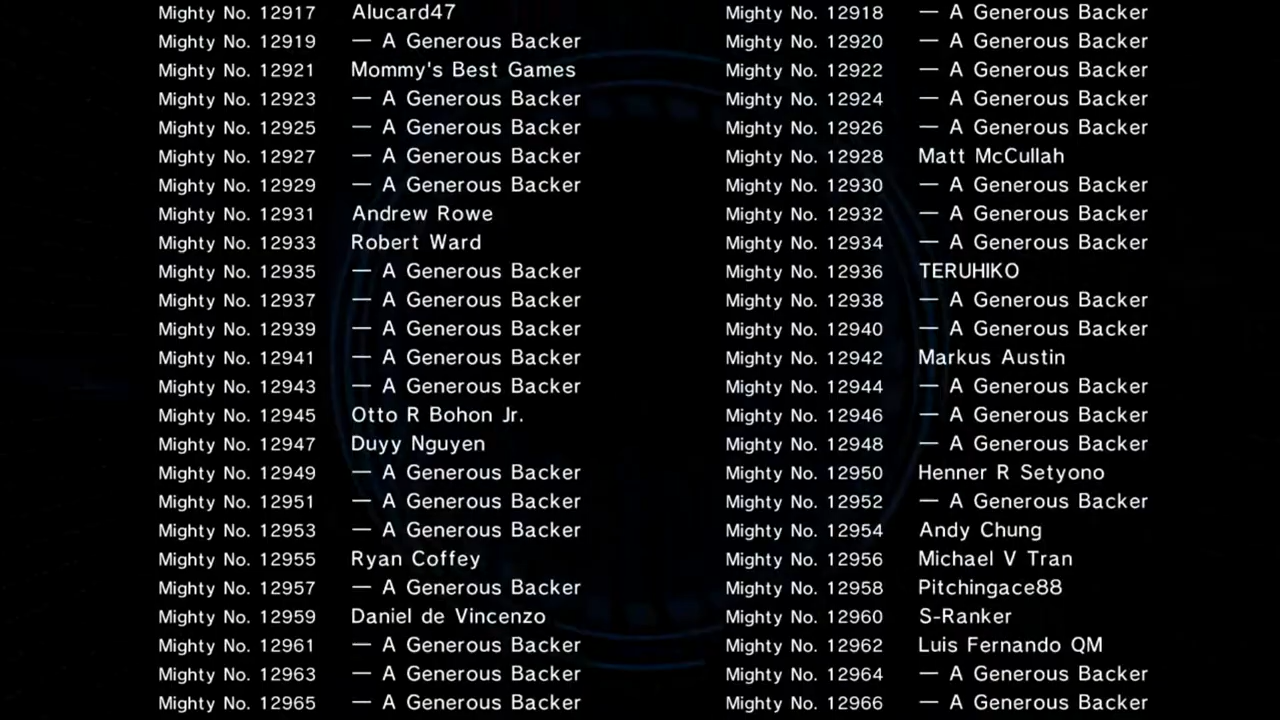 Mighty No. 12917 Alucard47 Mighty No. 12918 — A Generous Backer
Mighty No. 12919 — A Generous Backer Mighty No. 12920 — A Generous Backer
Mighty No. 12921 Mommy's Best Games Mighty No. 12922 — A Generous Backer
Mighty No. 12923 — A Generous Backer Mighty No. 12924 — A Generous Backer
Mighty No. 12925 — A Generous Backer Mighty No. 12926 — A Generous Backer
Mighty No. 12927 — A Generous Backer Mighty No. 12928 Matt McCullah
Mighty No. 12929 — A Generous Backer Mighty No. 12930 — A Generous Backer
Mighty No. 12931 Andrew Rowe Mighty No. 12932 — A Generous Backer
Mighty No. 12933 Robert Ward Mighty No. 12934 — A Generous Backer
Mighty No. 12935 — A Generous Backer Mighty No. 12936 TERUHIKO
Mighty No. 12937 — A Generous Backer Mighty No. 12938 — A Generous Backer
Mighty No. 12939 — A Generous Backer Mighty No. 12940 — A Generous Backer
Mighty No. 12941 — A Generous Backer Mighty No. 12942 Markus Austin
Mighty No. 12943 — A Generous Backer Mighty No. 12944 — A Generous Backer
Mighty No. 12945 Otto R Bohon Jr. Mighty No. 12946 — A Generous Backer
Mighty No. 12947 Duyy Nguyen Mighty No. 12948 — A Generous Backer
Mighty No. 12949 — A Generous Backer Mighty No. 12950 Henner R Setyono
Mighty No. 12951 — A Generous Backer Mighty No. 12952 — A Generous Backer
Mighty No. 12953 — A Generous Backer Mighty No. 12954 Andy Chung
Mighty No. 12955 Ryan Coffey Mighty No. 12956 Michael V Tran
Mighty No. 12957 — A Generous Backer Mighty No. 12958 Pitchingace88
Mighty No. 12959 Daniel de Vincenzo Mighty No. 12960 S-Ranker
Mighty No. 12961 — A Generous Backer Mighty No. 12962 Luis Fernando QM
Mighty No. 12963 — A Generous Backer Mighty No. 12964 — A Generous Backer
Mighty No. 12965 — A Generous Backer Mighty No. 12966 — A Generous Backer